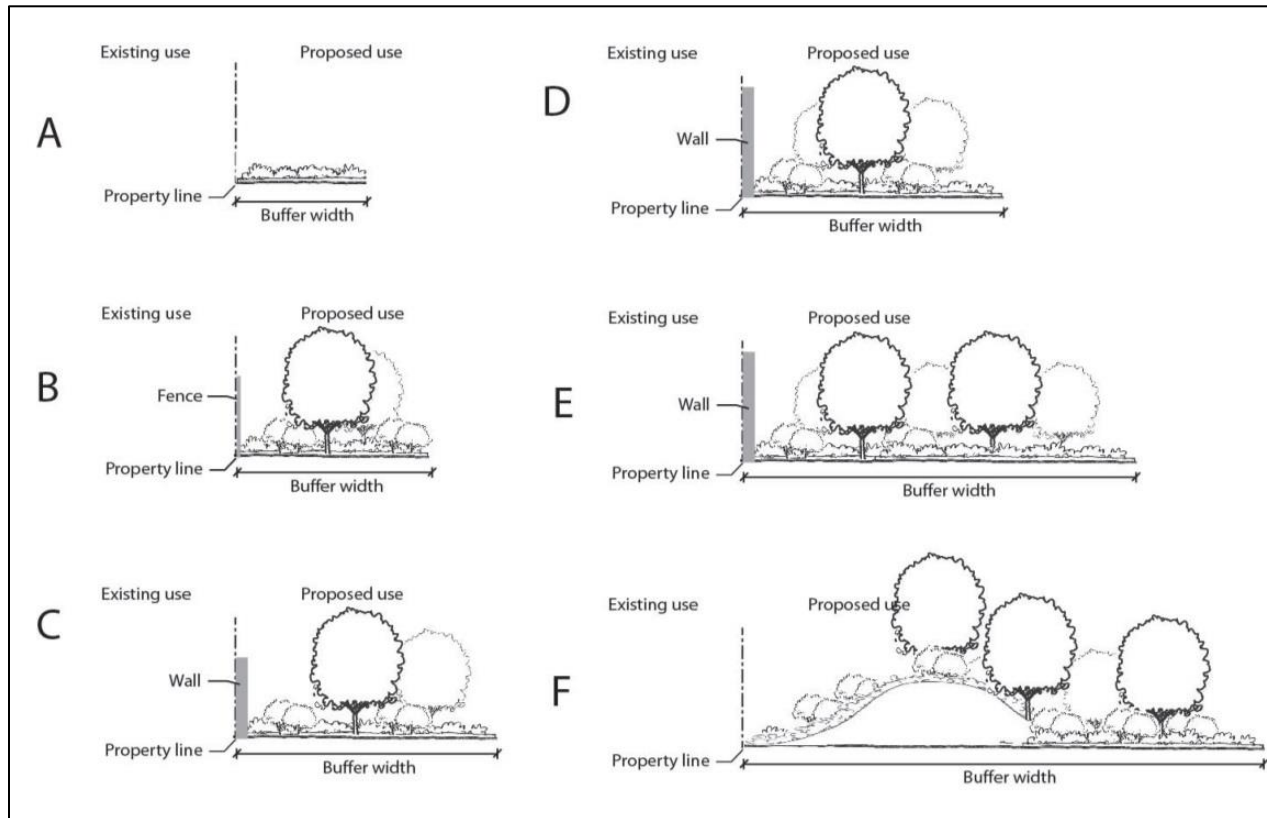 Existing use
Proposed use
A
Property line
Buffer width
Existing use
Proposed use
B
Fence
Property line
Buffer width
Existing use
Proposed use
C
Wall
Property line
Buffer width
Existing use
Proposed use
D
Wall
Property line
Buffer width
Existing use
Proposed use
E
Wall
Property line
Buffer width
Existing use
Proposed use
F
Property line
Buffer width